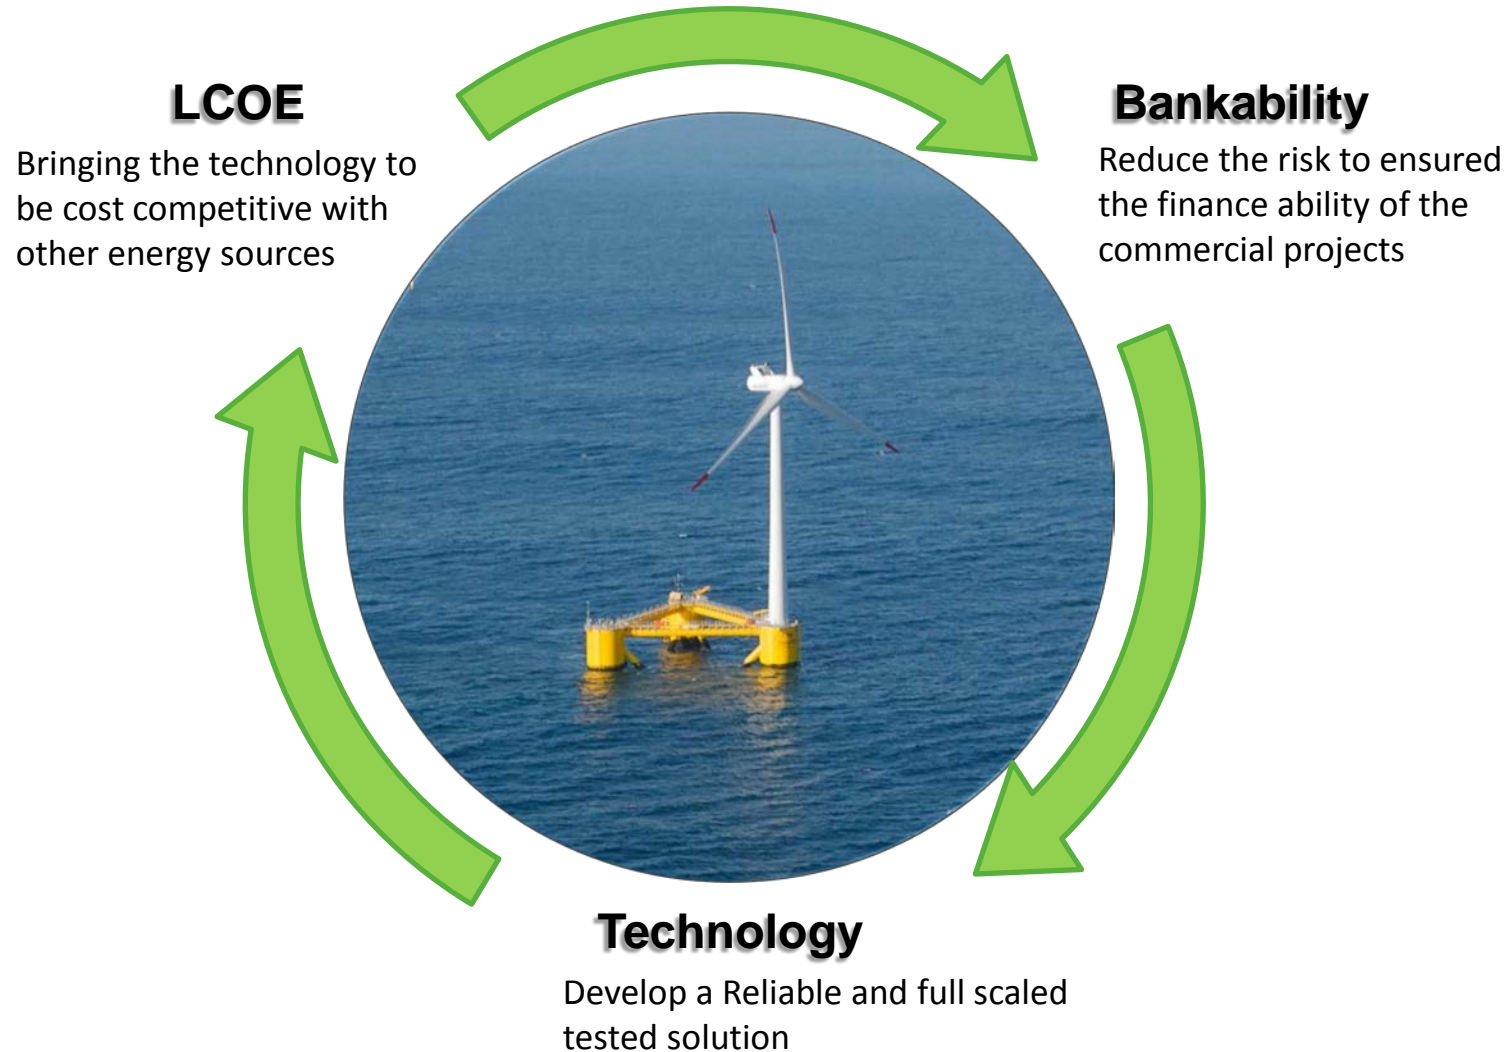 LCOE
Bringing the technology to
be cost competitive with
other energy sources
Bankability
Reduce the risk to ensured
the finance ability of the
commercial projects
Technology
Develop a Reliable and full scaled
tested solution